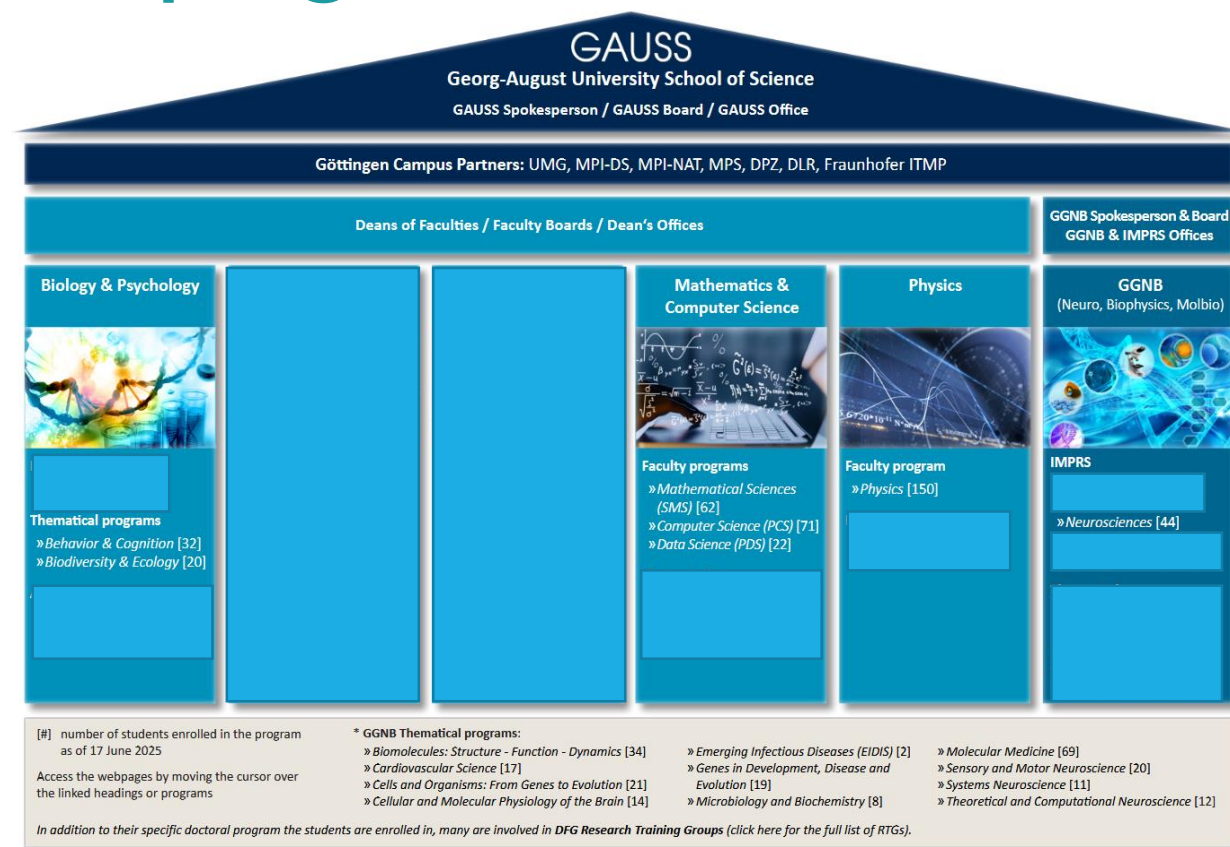 GAUSS
Georg-August University School of Science
GAUSS Spokesperson / GAUSS Board / GAUSS Office
Göttingen Campus Partners: UMG, MPI-DS, MPI-NAT, MPS, DPZ, DLR, Fraunhofer ITMP
Deans of Faculties / Faculty Boards / Dean's Offices
GGNB Spokesperson & Board
GGNB & IMPRS Offices
Biology & Psychology
Thematical programs
»Behavior & Cognition [32]
»Biodiversity & Ecology [20]
Mathematics &
Computer Science
Faculty programs
»Mathematical Sciences
(SMS) [62]
»Computer Science (PCS) [71]
»Data Science (PDS) [22]
Physics
Faculty program
»Physics [150]
GGNB
(Neuro, Biophysics, Molbio)
IMPRS
»Neurosciences [44]
[#] number of students enrolled in the program
as of 17 June 2025
Access the webpages by moving the cursor over
the linked headings or programs
* GGNB Thematical programs:
» Biomolecules: Structure - Function - Dynamics [34]
» Cardiovascular Science [17]
» Cells and Organisms: From Genes to Evolution [21]
» Cellular and Molecular Physiology of the Brain [14]
» Emerging Infectious Diseases (EIDIS) [2]
» Genes in Development, Disease and
Evolution [19]
» Microbiology and Biochemistry [8]
» Molecular Medicine [69]
» Sensory and Motor Neuroscience [20]
» Systems Neuroscience [11]
» Theoretical and Computational Neuroscience [12]
In addition to their specific doctoral program the students are enrolled in, many are involved in DFG Research Training Groups (click here for the full list of RTGs).